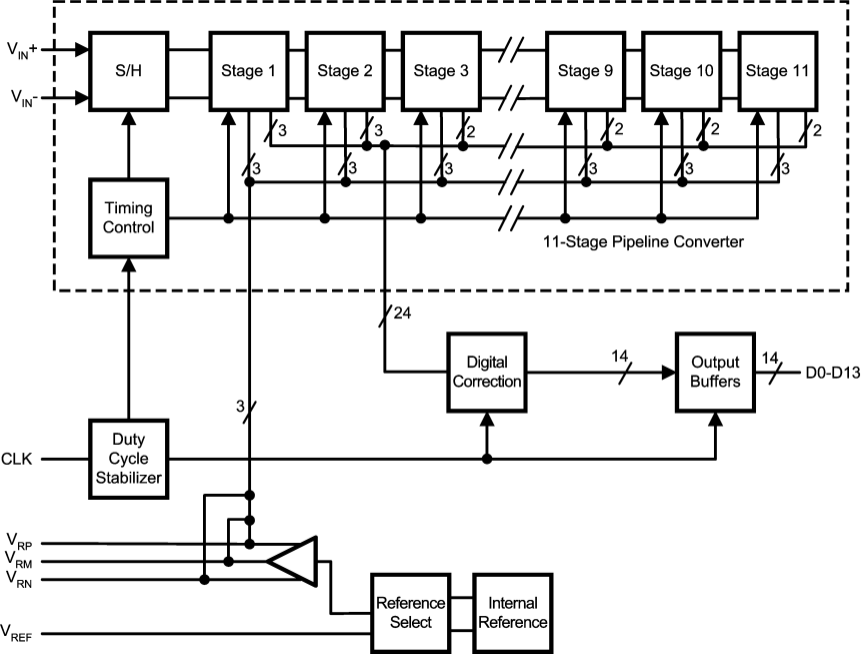 VIN+
S/H
Stage 1
Stage 2
Stage 3
Stage 9
Stage 10
Stage 11
VIN-
3
3
2
2
2
2
3
3
3
3
3
3
Timing
Control
11-Stage Pipeline Converter
24
Digital
Correction
14
Output
Buffers
14
D0-D13
3
CLK
Duty
Cycle
Stabilizer
VRP
VRM
VRN
Reference
Select
Internal
Reference
VREF